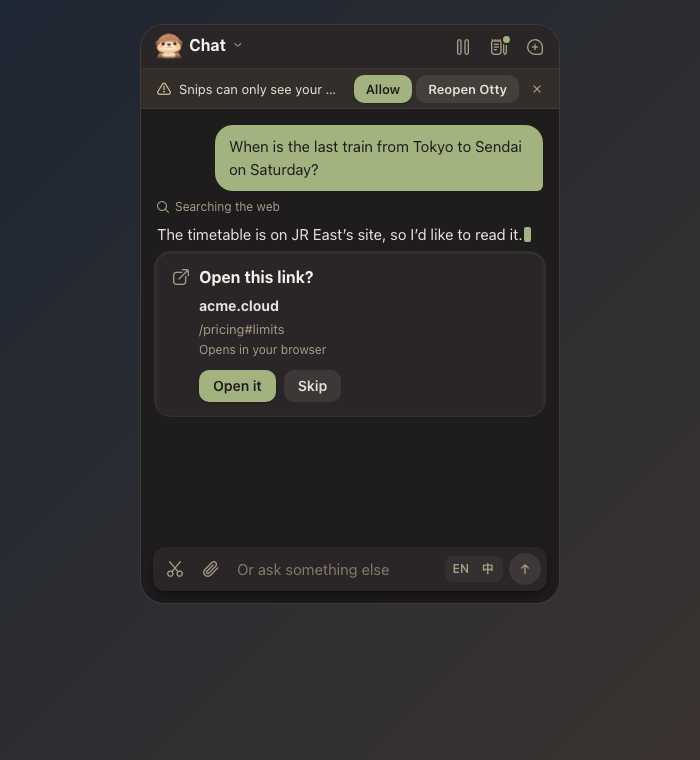 Chat
Snips can only see your ...
Allow
Reopen Otty
When is the last train from Tokyo to Sendai
on Saturday?
Searching the web
The timetable is on JR East’s site, so I’d like to read it.
Open this link?
acme.cloud
/pricing#limits
Opens in your browser
Open it
Skip
Or ask something else
EN
中